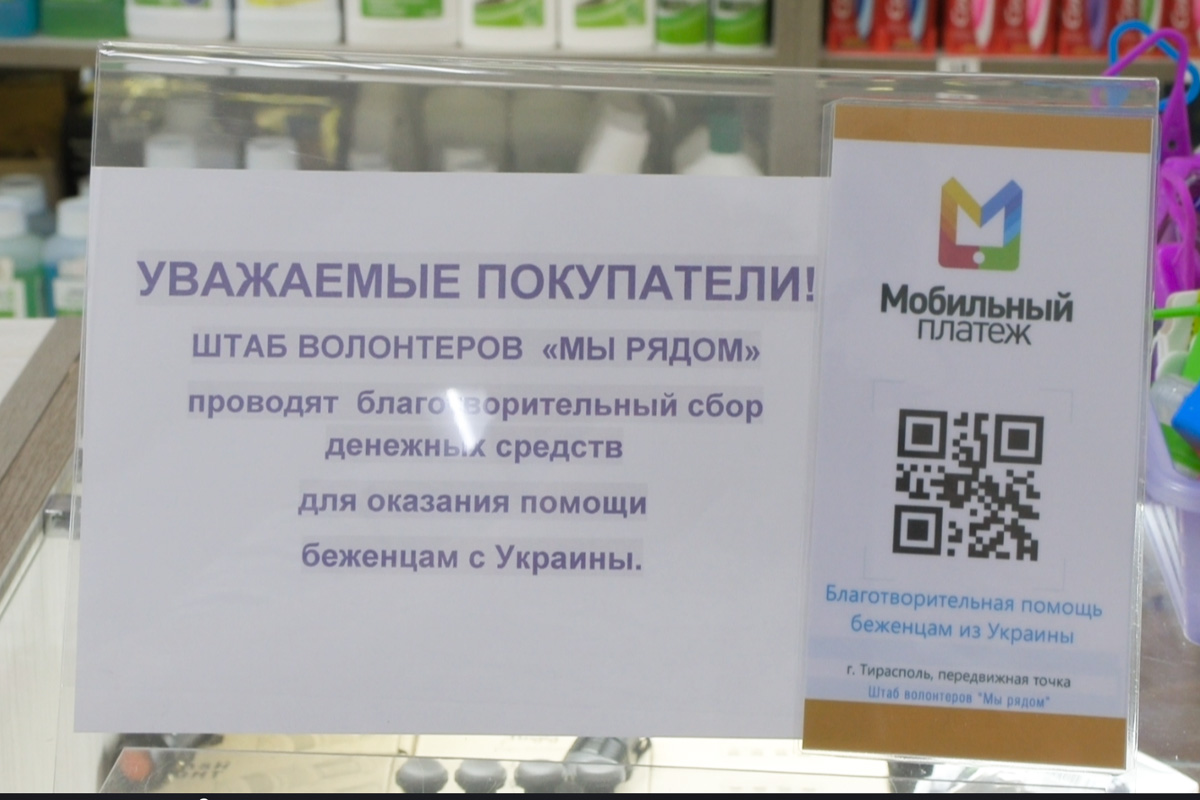 УВАЖАЕМЫЕ ПОКУПАТЕЛИ!
ШТАБ ВОЛОНТЕРОВ «МЫ РЯДОМ»
проводят благотворительный сбор
денежных средств
для оказания помощи
беженцам с Украины.
Мобильный
платеж
Благотворительная помощь
беженцам из Украины
г. Тирасполь, передвижная точка
Штаб волонтеров "Мы рядом"